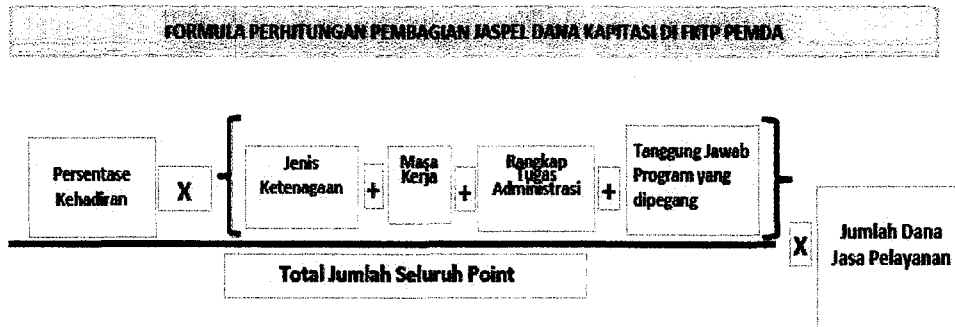 FORMULA PERHITUNGAN PEMBAGIAN JASPEL DANA KAPITASI DI FKTP PEMDA
Persentase
Kehadiran
X
{
Jenis
Ketenagaan
+
Masa
Kerja
+
Rangkap
Tugas
Administrasi
+
Tanggung Jawab
Program yang
dipegang
}
Total Jumlah Seluruh Point
X
Jumlah Dana
Jasa Pelayanan